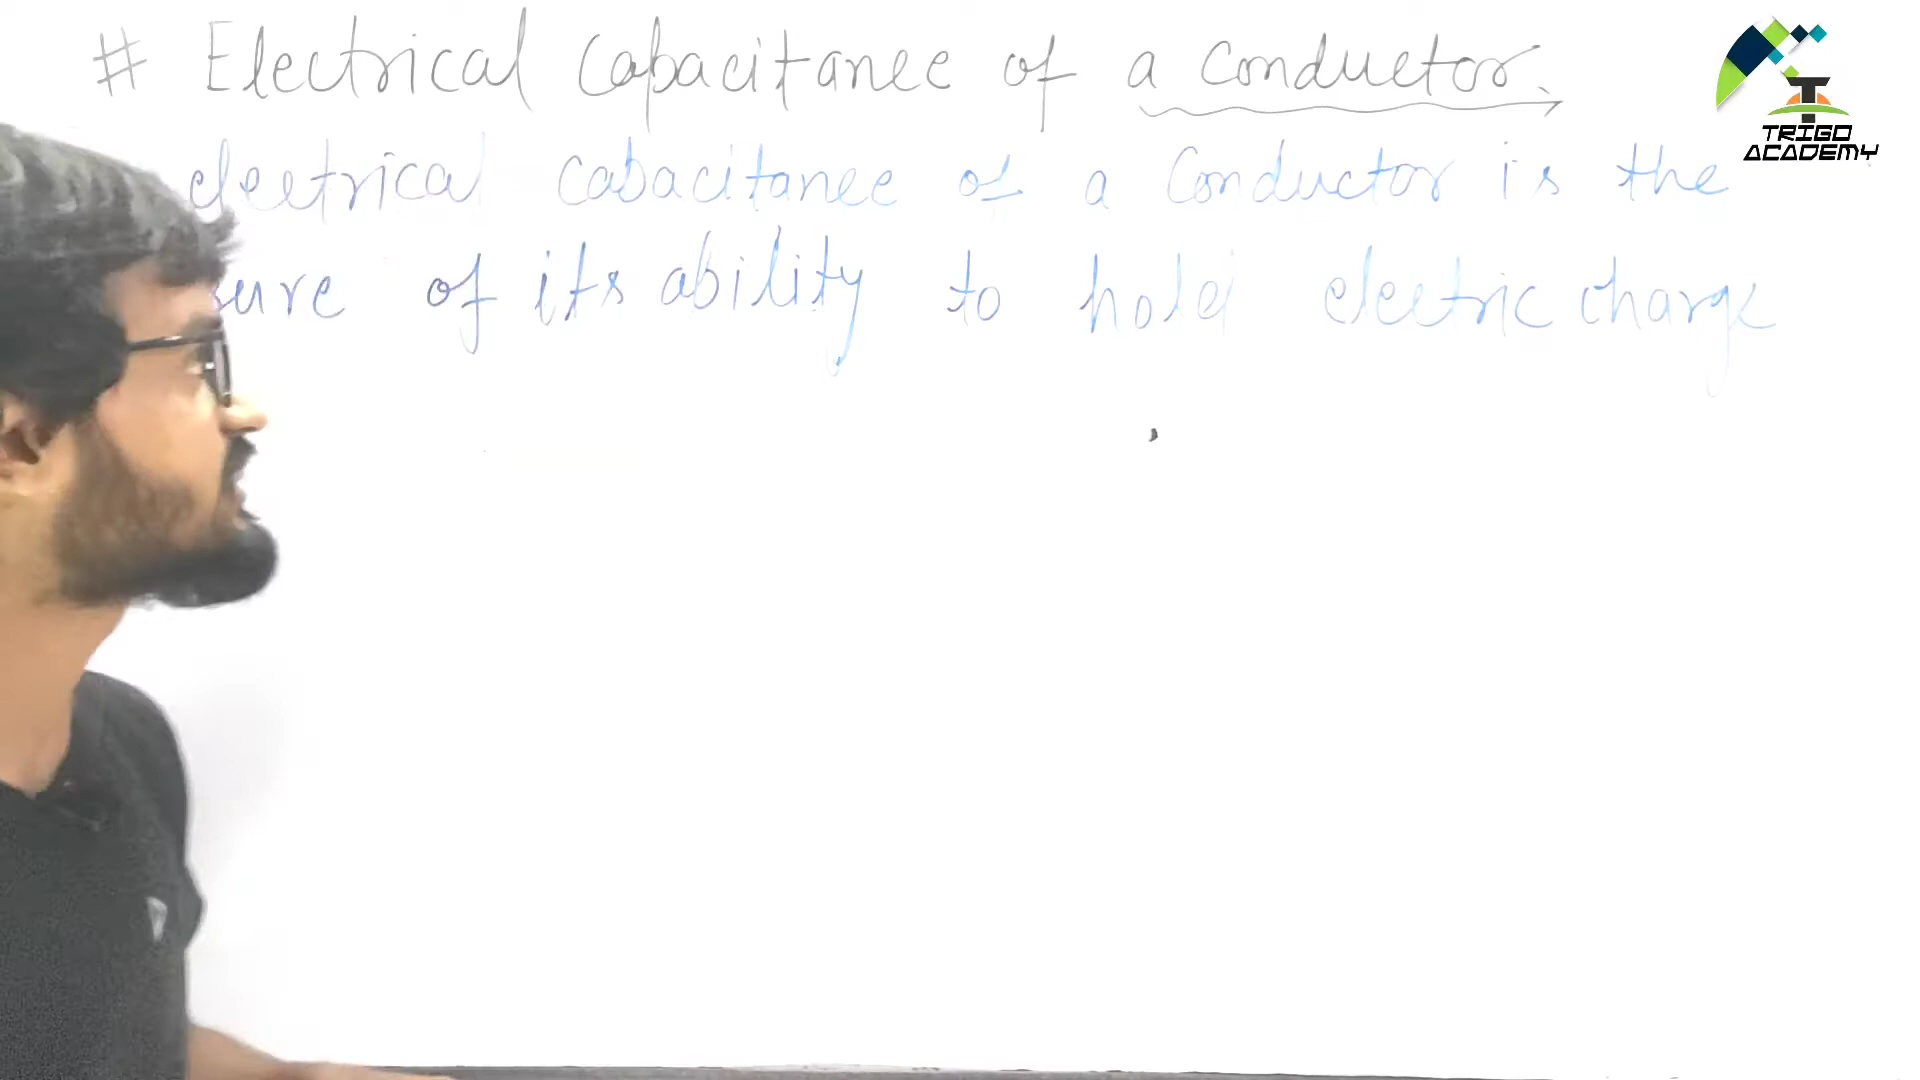 # Electrical Capacitance of a Conductor.
electrical capacitance of a Conductor is the
sure of its ability to hold electric charge
TRIGO
ACADEMY